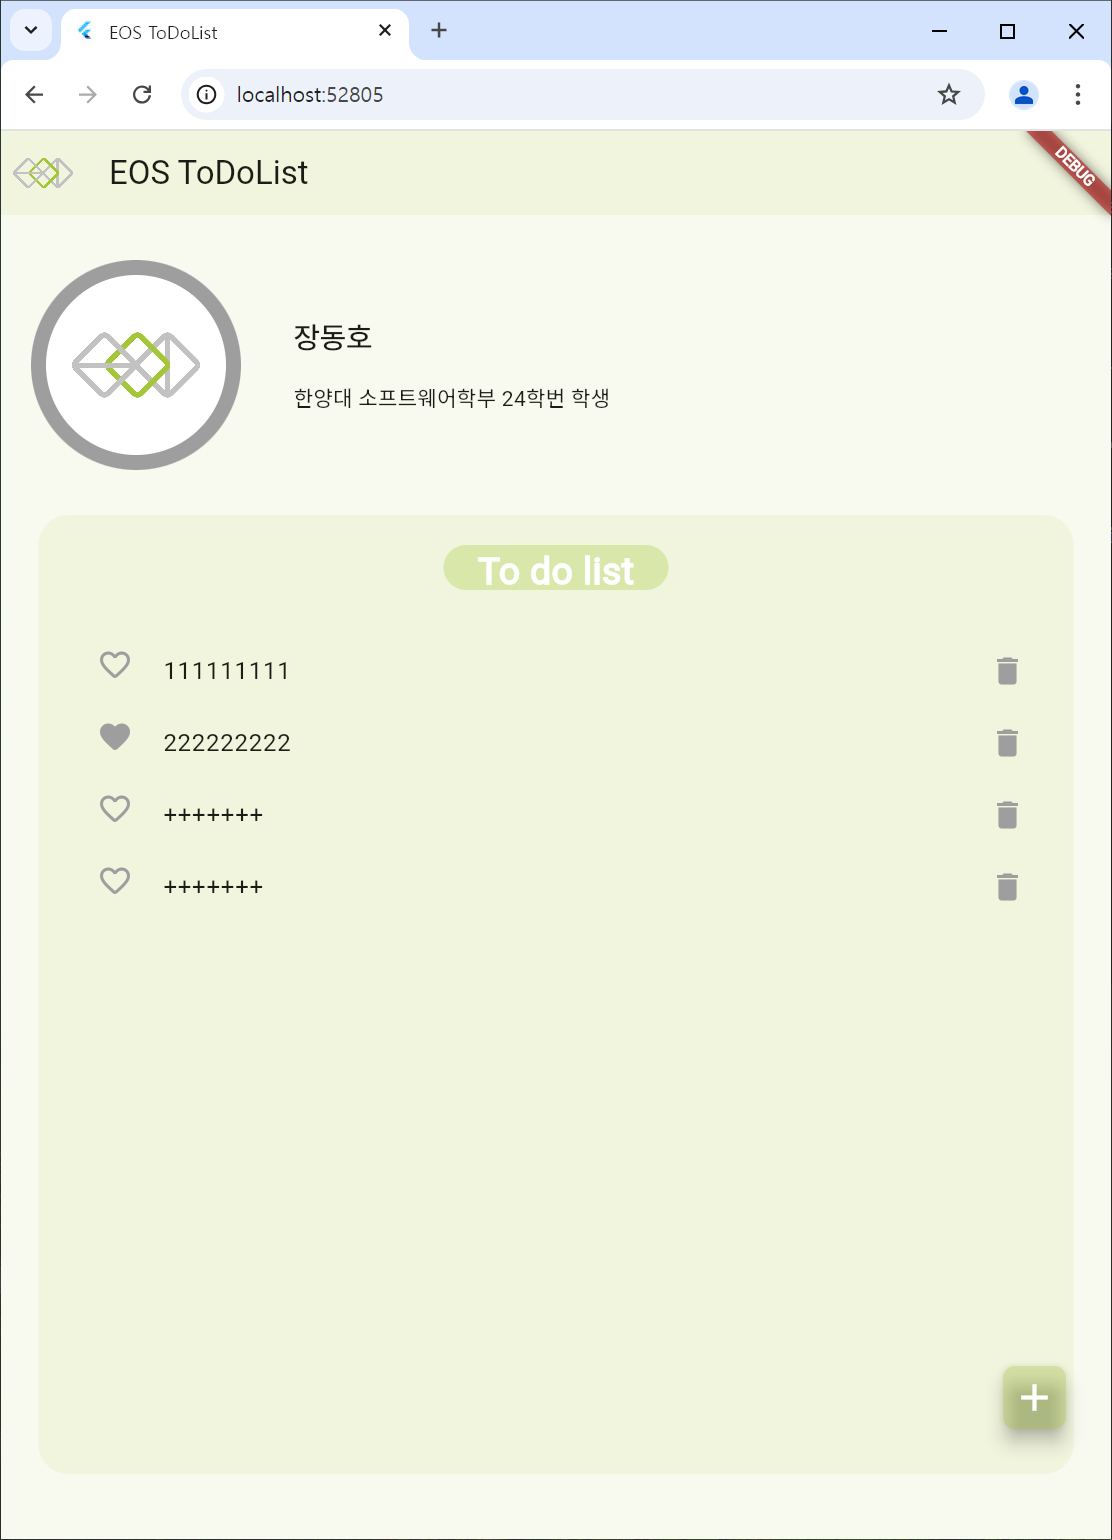 EOS ToDoList
localhost:52805
EOS ToDoList
DEBUG
장동호
한양대 소프트웨어학부 24학번 학생
To do list
111111111
222222222
+++++++
+++++++